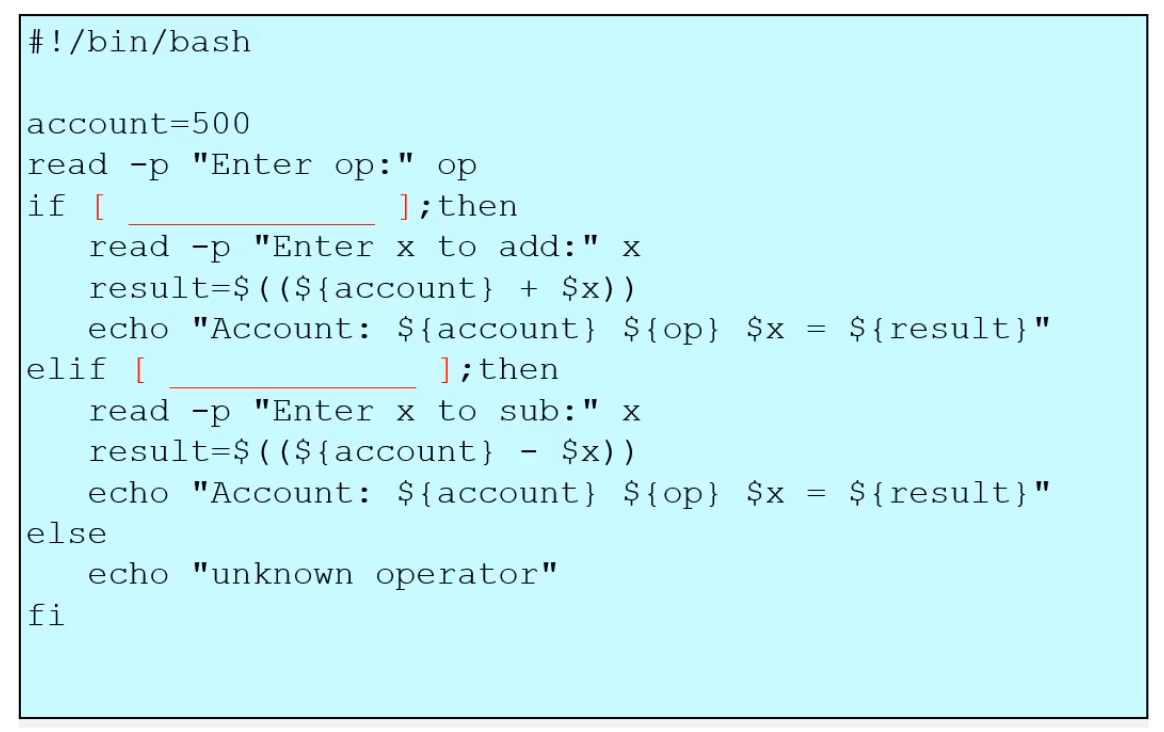 #!/bin/bash

account=500
read -p "Enter op:" op
if [ ____________ ];then
   read -p "Enter x to add:" x
   result=$((${account} + $x))
   echo "Account: ${account} ${op} $x = ${result}"
elif [ ____________ ];then
   read -p "Enter x to sub:" x
   result=$((${account} - $x))
   echo "Account: ${account} ${op} $x = ${result}"
else
   echo "unknown operator"
fi